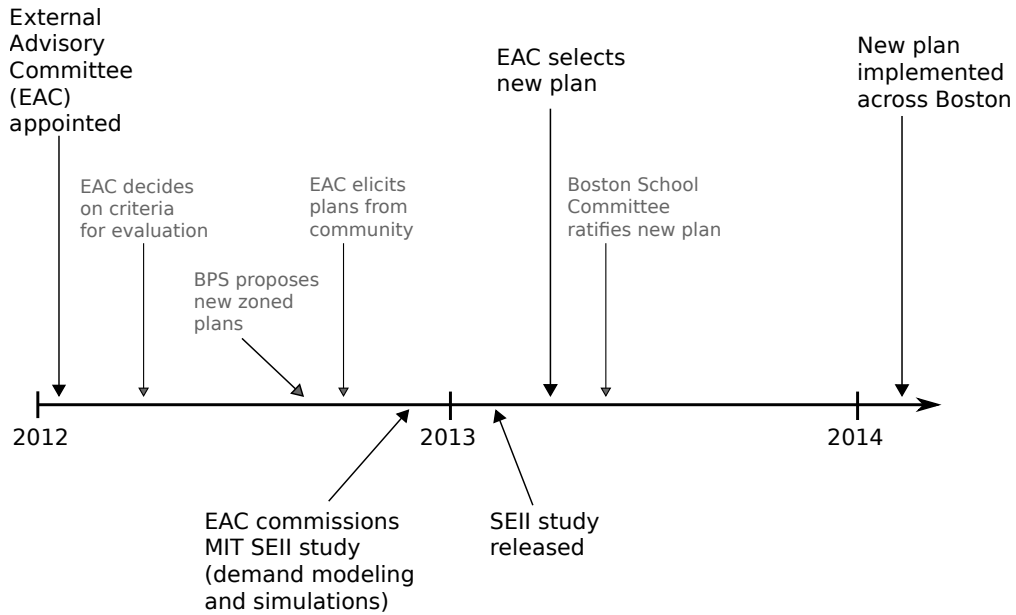 External
Advisory
Committee
(EAC)
appointed
EAC decides
on criteria
for evaluation
BPS proposes
new zoned
plans
EAC elicits
plans from
community
EAC selects
new plan
Boston School
Committee
ratifies new plan
New plan
implemented
across Boston
2012
2013
2014
EAC commissions
MIT SEII study
(demand modeling
and simulations)
SEII study
released